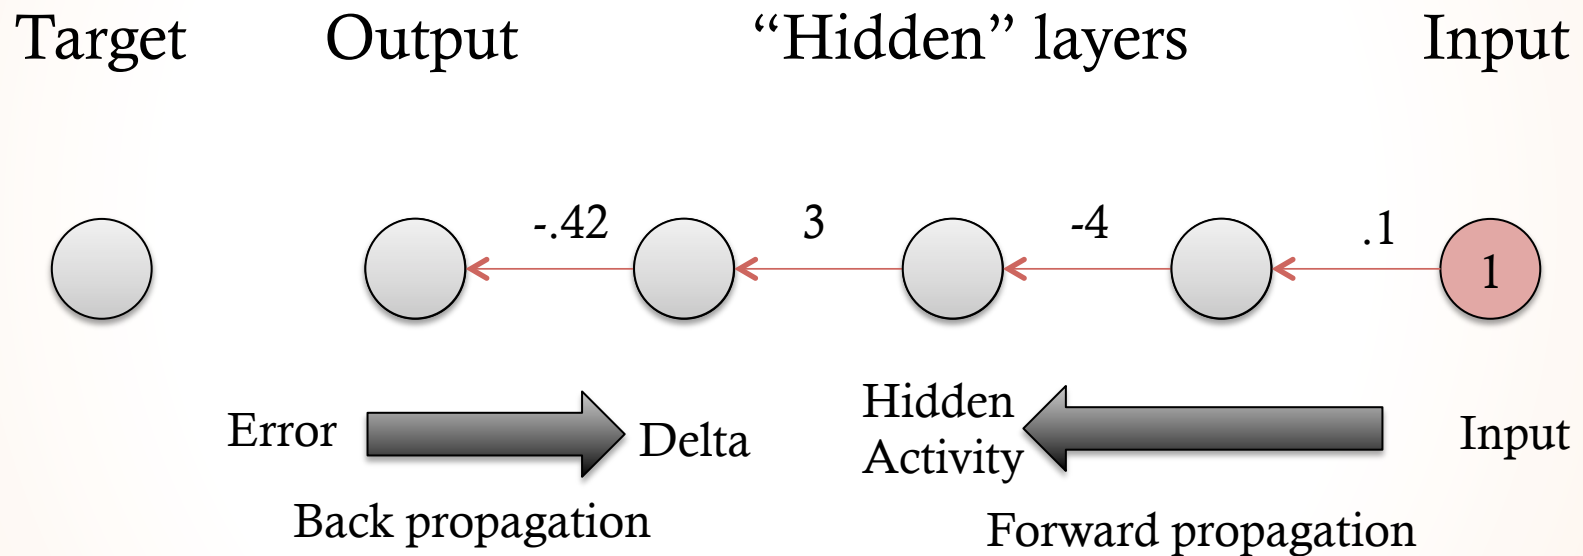 Target Output “Hidden” layers Input
-.42 3 -4 .1
1
Error Delta Hidden Activity Input
Back propagation Forward propagation